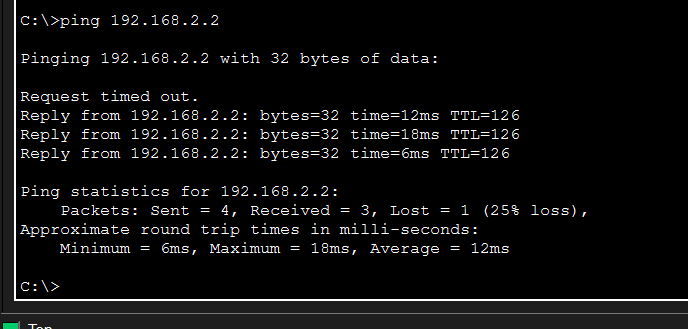 C:\>ping 192.168.2.2
Pinging 192.168.2.2 with 32 bytes of data:
Request timed out.
Reply from 192.168.2.2: bytes=32 time=12ms TTL=126
Reply from 192.168.2.2: bytes=32 time=18ms TTL=126
Reply from 192.168.2.2: bytes=32 time=6ms TTL=126
Ping statistics for 192.168.2.2:
    Packets: Sent = 4, Received = 3, Lost = 1 (25% loss),
Approximate round trip times in milli-seconds:
    Minimum = 6ms, Maximum = 18ms, Average = 12ms
C:\>